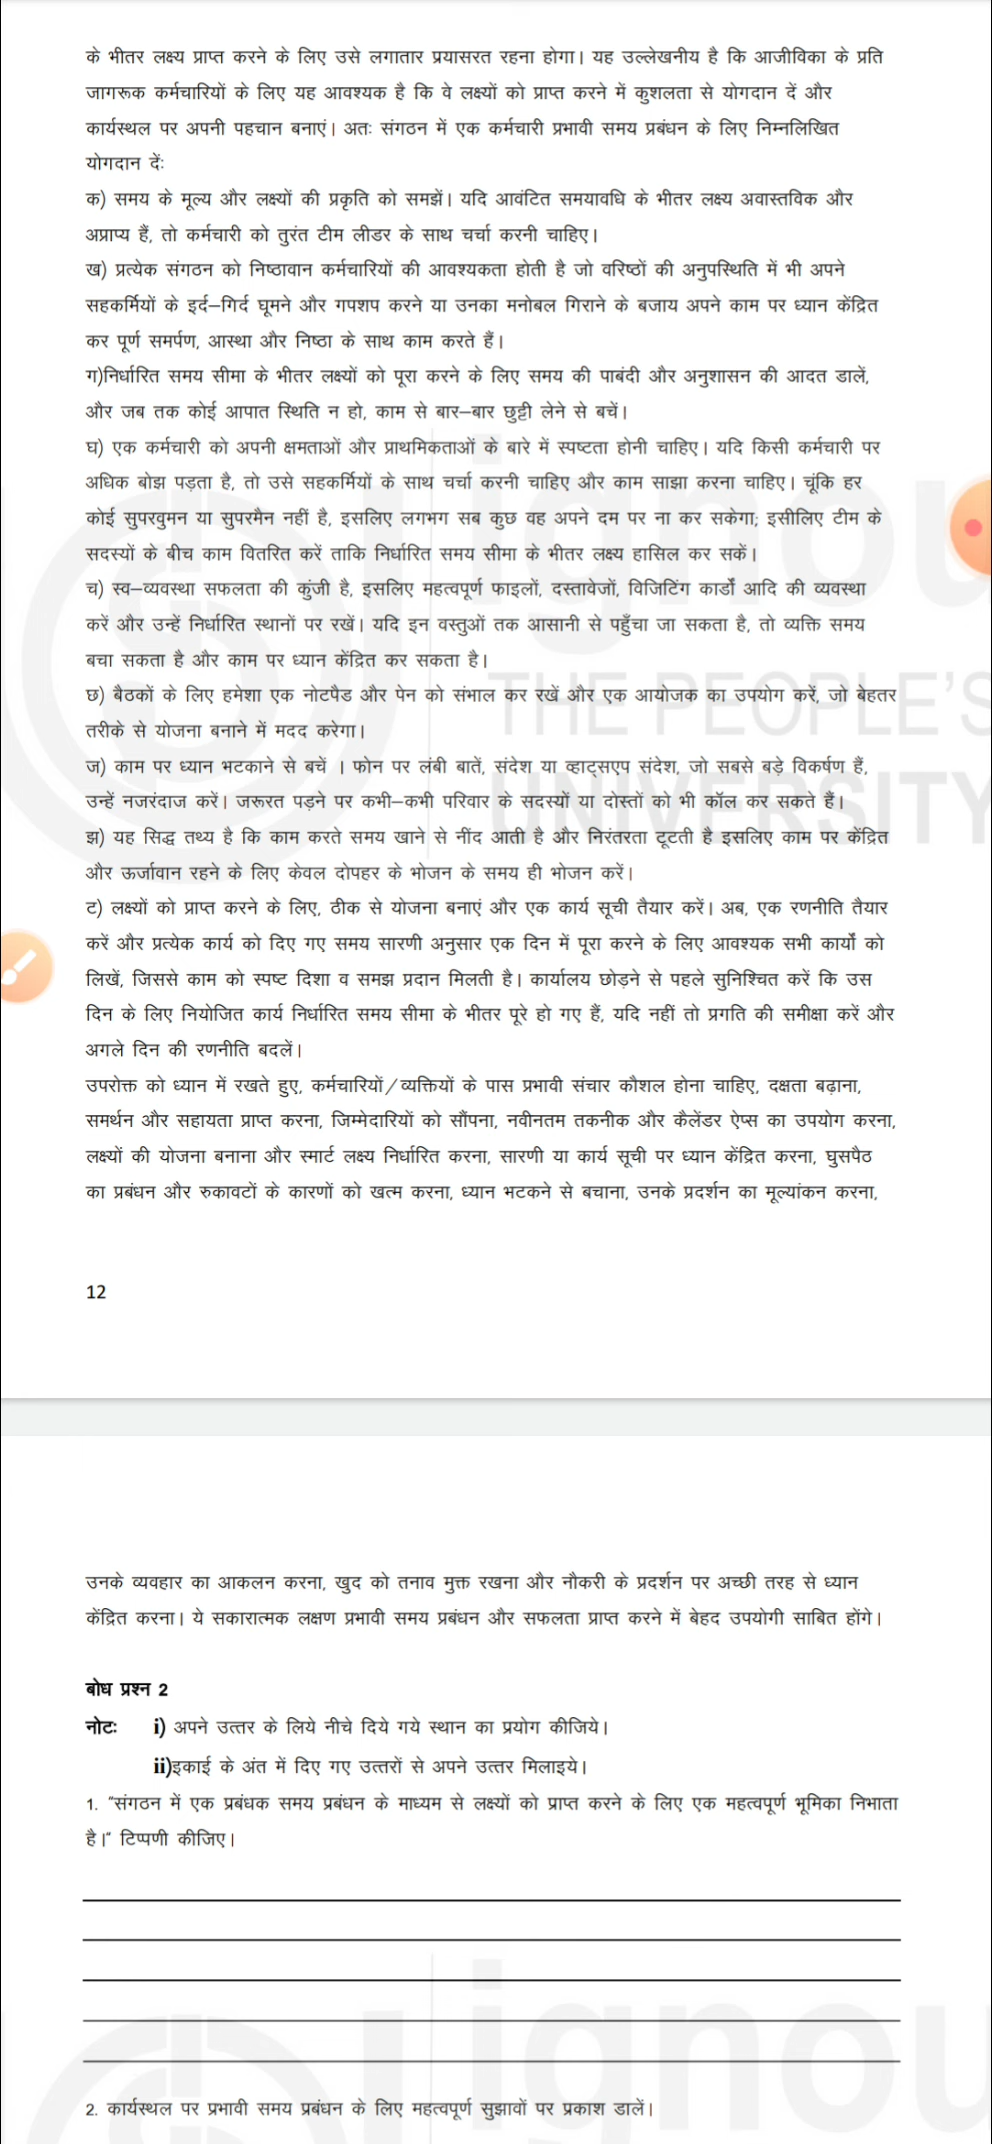 के भीतर लक्ष्य प्राप्त करने के लिए उसे लगातार प्रयासरत रहना होगा। यह उल्लेखनीय है कि आजीविका के प्रति
जागरूक कर्मचारियों के लिए यह आवश्यक है कि वे लक्ष्यों को प्राप्त करने में कुशलता से योगदान दें और
कार्यस्थल पर अपनी पहचान बनाएं। अतः संगठन में एक कर्मचारी प्रभावी समय प्रबंधन के लिए निम्नलिखित
योगदान दें:
क) समय के मूल्य और लक्ष्यों की प्रकृति को समझें। यदि आवंटित समयावधि के भीतर लक्ष्य अवास्तविक और
अप्राप्य हैं, तो कर्मचारी को तुरंत टीम लीडर के साथ चर्चा करनी चाहिए।
ख) प्रत्येक संगठन को निष्ठावान कर्मचारियों की आवश्यकता होती है जो वरिष्ठों की अनुपस्थिति में भी अपने
सहकर्मियों के इर्द–गिर्द घूमने और गपशप करने या उनका मनोबल गिराने के बजाय अपने काम पर ध्यान केंद्रित
कर पूर्ण समर्पण, आस्था और निष्ठा के साथ काम करते हैं।
ग)निर्धारित समय सीमा के भीतर लक्ष्यों को पूरा करने के लिए समय की पाबंदी और अनुशासन की आदत डालें,
और जब तक कोई आपात स्थिति न हो, काम से बार–बार छुट्टी लेने से बचें।
घ) एक कर्मचारी को अपनी क्षमताओं और प्राथमिकताओं के बारे में स्पष्टता होनी चाहिए। यदि किसी कर्मचारी पर
अधिक बोझ पड़ता है, तो उसे सहकर्मियों के साथ चर्चा करनी चाहिए और काम साझा करना चाहिए। चूंकि हर
कोई सुपरवुमन या सुपरमैन नहीं है, इसलिए लगभग सब कुछ वह अपने दम पर ना कर सकेगा; इसीलिए टीम के
सदस्यों के बीच काम वितरित करें ताकि निर्धारित समय सीमा के भीतर लक्ष्य हासिल कर सकें।
च) स्व–व्यवस्था सफलता की कुंजी है, इसलिए महत्वपूर्ण फाइलों, दस्तावेजों, विजिटिंग कार्डों आदि की व्यवस्था
करें और उन्हें निर्धारित स्थानों पर रखें। यदि इन वस्तुओं तक आसानी से पहुँचा जा सकता है, तो व्यक्ति समय
बचा सकता है और काम पर ध्यान केंद्रित कर सकता है।
छ) बैठकों के लिए हमेशा एक नोटपैड और पेन को संभाल कर रखें और एक आयोजक का उपयोग करें, जो बेहतर
तरीके से योजना बनाने में मदद करेगा।
ज) काम पर ध्यान भटकाने से बचें । फोन पर लंबी बातें, संदेश या व्हाट्सएप संदेश, जो सबसे बड़े विकर्षण हैं,
उन्हें नजरंदाज करें। जरूरत पड़ने पर कभी–कभी परिवार के सदस्यों या दोस्तों को भी कॉल कर सकते हैं।
झ) यह सिद्ध तथ्य है कि काम करते समय खाने से नींद आती है और निरंतरता टूटती है इसलिए काम पर केंद्रित
और ऊर्जावान रहने के लिए केवल दोपहर के भोजन के समय ही भोजन करें।
ट) लक्ष्यों को प्राप्त करने के लिए, ठीक से योजना बनाएं और एक कार्य सूची तैयार करें। अब, एक रणनीति तैयार
करें और प्रत्येक कार्य को दिए गए समय सारणी अनुसार एक दिन में पूरा करने के लिए आवश्यक सभी कार्यों को
लिखें, जिससे काम को स्पष्ट दिशा व समझ प्रदान मिलती है। कार्यालय छोड़ने से पहले सुनिश्चित करें कि उस
दिन के लिए नियोजित कार्य निर्धारित समय सीमा के भीतर पूरे हो गए हैं, यदि नहीं तो प्रगति की समीक्षा करें और
अगले दिन की रणनीति बदलें।
उपरोक्त को ध्यान में रखते हुए, कर्मचारियों/व्यक्तियों के पास प्रभावी संचार कौशल होना चाहिए, दक्षता बढ़ाना,
समर्थन और सहायता प्राप्त करना, जिम्मेदारियों को सौंपना, नवीनतम तकनीक और कैलेंडर ऐप्स का उपयोग करना,
लक्ष्यों की योजना बनाना और स्मार्ट लक्ष्य निर्धारित करना, सारणी या कार्य सूची पर ध्यान केंद्रित करना, घुसपैठ
का प्रबंधन और रुकावटों के कारणों को खत्म करना, ध्यान भटकने से बचाना, उनके प्रदर्शन का मूल्यांकन करना,
12
उनके व्यवहार का आकलन करना, खुद को तनाव मुक्त रखना और नौकरी के प्रदर्शन पर अच्छी तरह से ध्यान
केंद्रित करना। ये सकारात्मक लक्षण प्रभावी समय प्रबंधन और सफलता प्राप्त करने में बेहद उपयोगी साबित होंगे।
बोध प्रश्न 2
नोटः i) अपने उत्तर के लिये नीचे दिये गये स्थान का प्रयोग कीजिये।
ii)इकाई के अंत में दिए गए उत्तरों से अपने उत्तर मिलाइये।
1. "संगठन में एक प्रबंधक समय प्रबंधन के माध्यम से लक्ष्यों को प्राप्त करने के लिए एक महत्वपूर्ण भूमिका निभाता
है।" टिप्पणी कीजिए।
2. कार्यस्थल पर प्रभावी समय प्रबंधन के लिए महत्वपूर्ण सुझावों पर प्रकाश डालें।
ignou
THE PEOPLE'S
UNIVERSITY
ignou